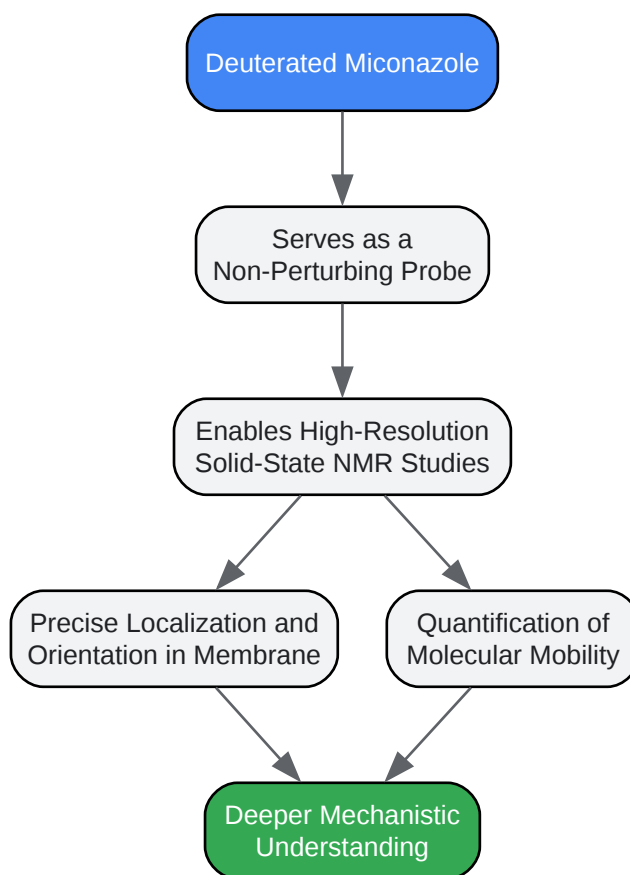 Deuterated Miconazole
Serves as a
Non-Perturbing Probe
Enables High-Resolution
Solid-State NMR Studies
Precise Localization and
Orientation in Membrane
Quantification of
Molecular Mobility
Deeper Mechanistic
Understanding